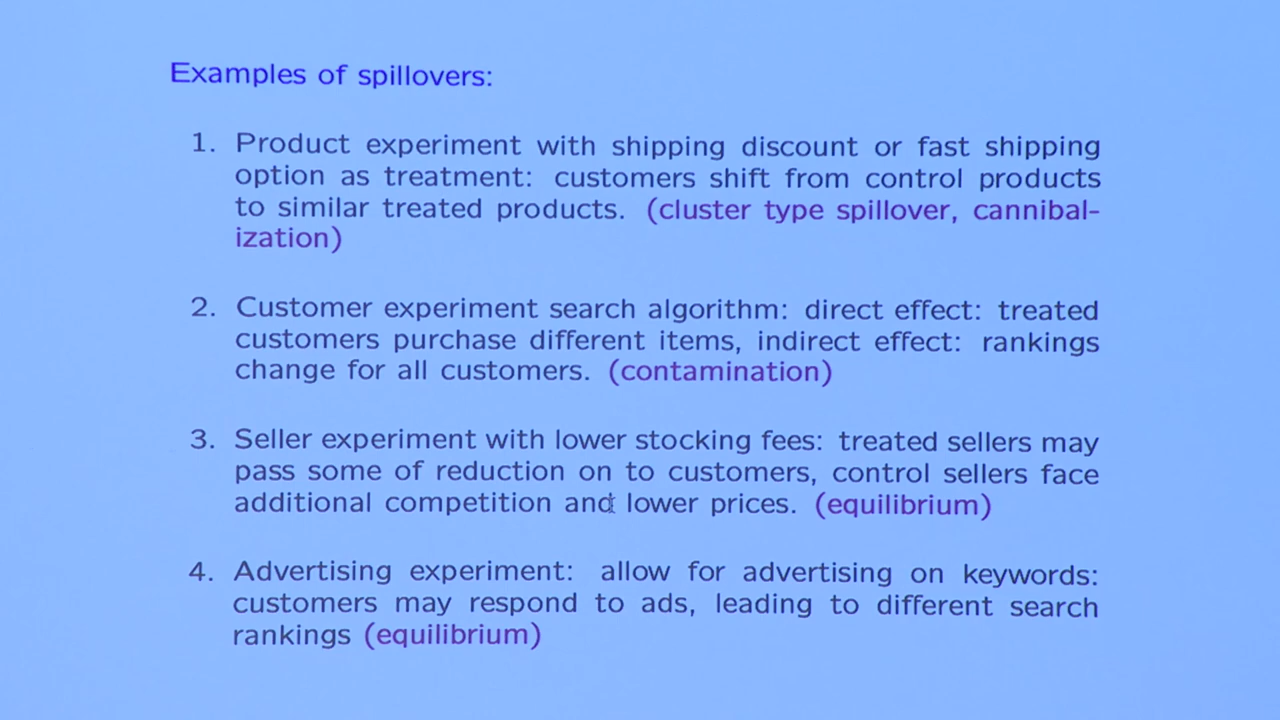 Examples of spillovers:
1. Product experiment with shipping discount or fast shipping
option as treatment: customers shift from control products
to similar treated products. (cluster type spillover, cannibal-
ization)
2. Customer experiment search algorithm: direct effect: treated
customers purchase different items, indirect effect: rankings
change for all customers. (contamination)
3. Seller experiment with lower stocking fees: treated sellers may
pass some of reduction on to customers, control sellers face
additional competition and lower prices. (equilibrium)
4. Advertising experiment: allow for advertising on keywords:
customers may respond to ads, leading to different search
rankings (equilibrium)